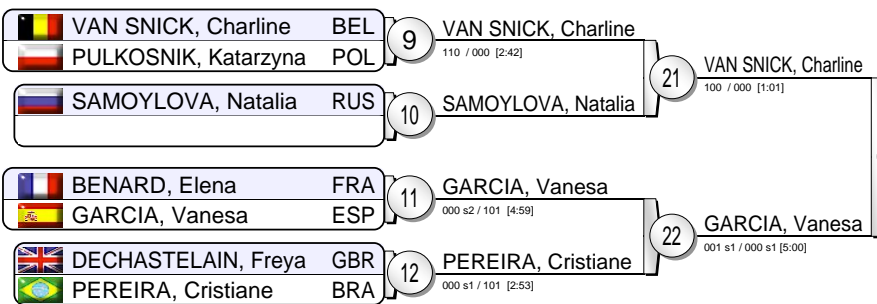 VAN SNICK, Charline BEL
PULKOSNIK, Katarzyna POL
9
VAN SNICK, Charline
110 / 000 [2:42]
SAMOYLOVA, Natalia RUS
10
SAMOYLOVA, Natalia
21
VAN SNICK, Charline
100 / 000 [1:01]
BENARD, Elena FRA
GARCIA, Vanesa ESP
11
GARCIA, Vanesa
000 s2 / 101 [4:59]
DECHASTELAIN, Freya GBR
PEREIRA, Cristiane BRA
12
PEREIRA, Cristiane
000 s1 / 101 [2:53]
22
GARCIA, Vanesa
001 s1 / 000 s1 [5:00]